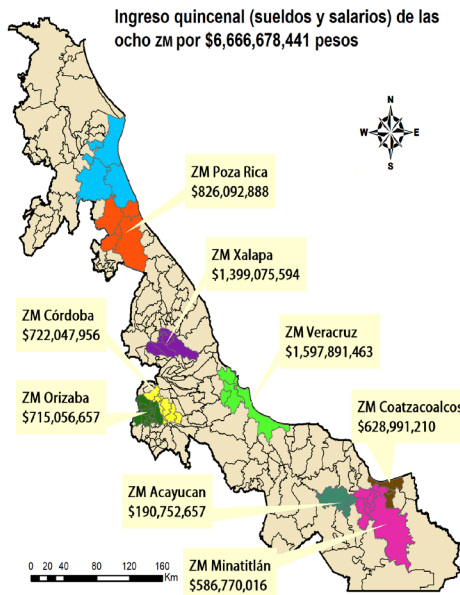 Ingreso quincenal (sueldos y salarios) de las
ocho ZM por $6,666,678,441 pesos
N
W E
S
ZM Poza Rica
$826,092,888
ZM Xalapa
$1,399,075,594
ZM Córdoba
$722,047,956
ZM Veracruz
$1,597,891,463
ZM Orizaba
$715,056,657
ZM Coatzacoalcos
$628,991,210
ZM Acayucan
$190,752,657
ZM Minatitlán
$586,770,016
0 20 40 80 120 160
Km